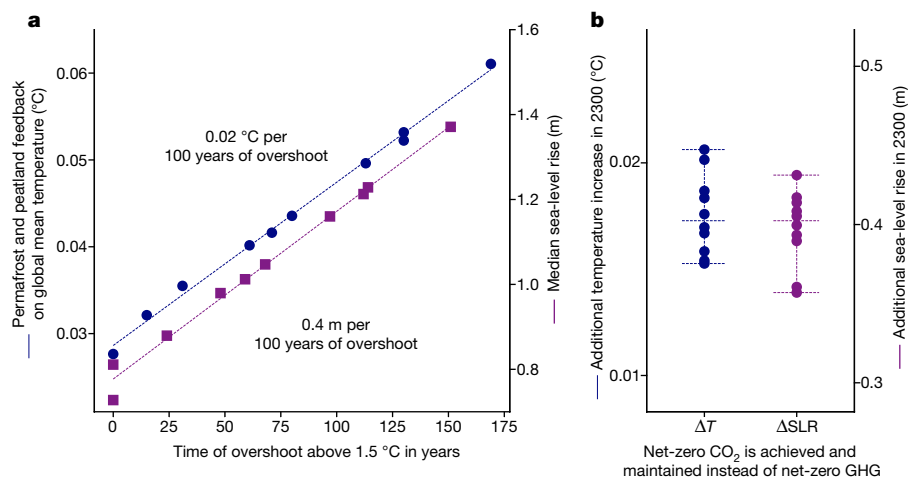 a
Permafrost and peatland feedback
on global mean temperature (°C)
0.06
0.05
0.04
0.03
0.02 °C per
100 years of overshoot
0.4 m per
100 years of overshoot
1.6
1.4
1.2
1.0
0.8
Median sea-level rise (m)
0 25 50 75 100 125 150 175
Time of overshoot above 1.5 °C in years
b
Additional temperature increase in 2300 (°C)
0.02
0.01
0.5
0.4
0.3
Additional sea-level rise in 2300 (m)
ΔT ΔSLR
Net-zero CO₂ is achieved and
maintained instead of net-zero GHG